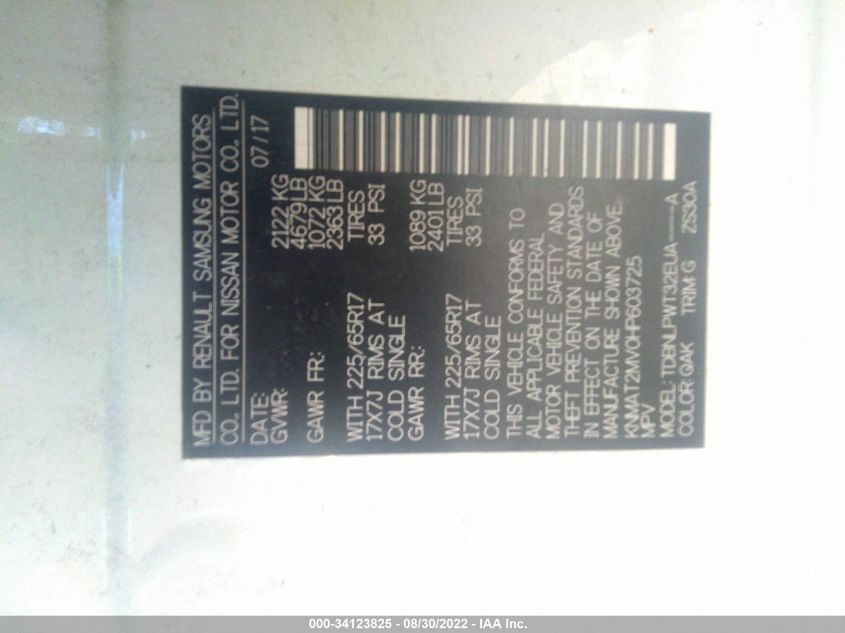 MFD BY RENAULT SAMSUNG MOTORS
CO. LTD. FOR NISSAN MOTOR CO. LTD.
DATE: 07/17
GVWR: 2122 KG
4679 LB
GAWR FR: 1072 KG
2363 LB
WITH 225/65R17 TIRES
17X7J RIMS AT 33 PSI
COLD SINGLE
GAWR RR: 1089 KG
2401 LB
WITH 225/65R17 TIRES
17X7J RIMS AT 33 PSI
COLD SINGLE
THIS VEHICLE CONFORMS TO
ALL APPLICABLE FEDERAL
MOTOR VEHICLE SAFETY AND
THEFT PREVENTION STANDARDS
IN EFFECT ON THE DATE OF
MANUFACTURE SHOWN ABOVE.
KNMAT2MV0HP603725
MPV
MODEL: TDBNLPWT32EUA-----A
COLOR: QAK TRIM G ZS30A
000-34123825 - 08/30/2022 - IAA Inc.